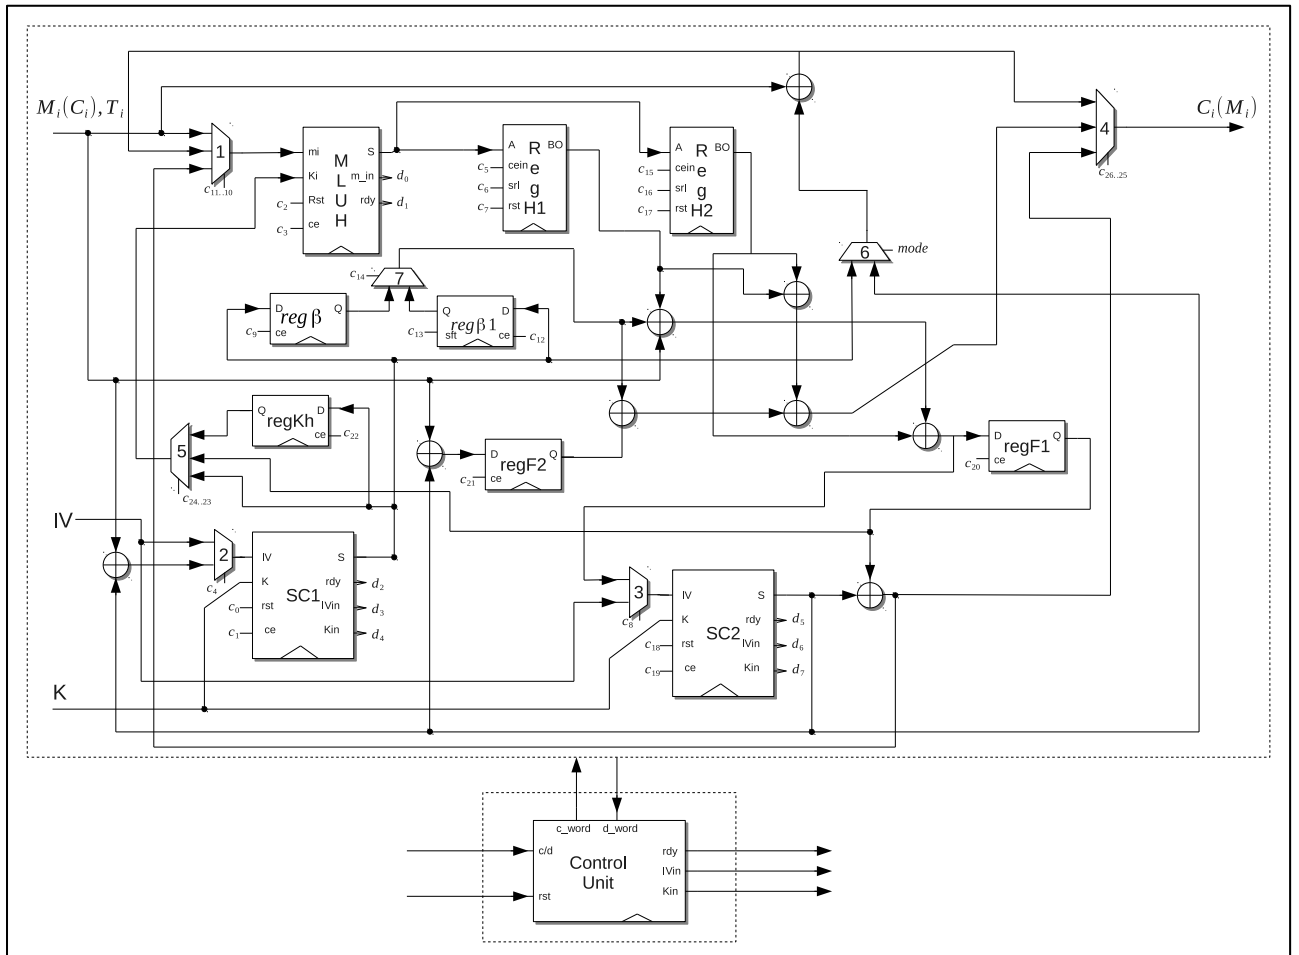 M_i(C_i), T_i
C_i(M_i)
1
c_11..10
mi S
Ki m_in
Rst rdy
ce
MLUH
c_2
c_3
d_0
d_1
A BO
cein
srl
rst
Reg H1
c_5
c_6
c_7
A BO
cein
srl
rst
Reg H2
c_15
c_16
c_17
4
c_26..25
6
mode
c_14
7
D Q
reg β
ce
c_9
Q D
reg β 1
sft ce
c_13
c_12
Q D
regKh
ce
c_22
5
c_24..23
D Q
regF2
ce
c_21
D Q
regF1
ce
c_20
IV
2
c_4
IV S
K rdy
rst IVin
ce Kin
SC1
c_0
c_1
d_2
d_3
d_4
3
c_8
IV S
K rdy
rst IVin
ce Kin
SC2
c_18
c_19
d_5
d_6
d_7
K
c_word d_word
c/d rdy
Control
Unit
IVin
rst Kin